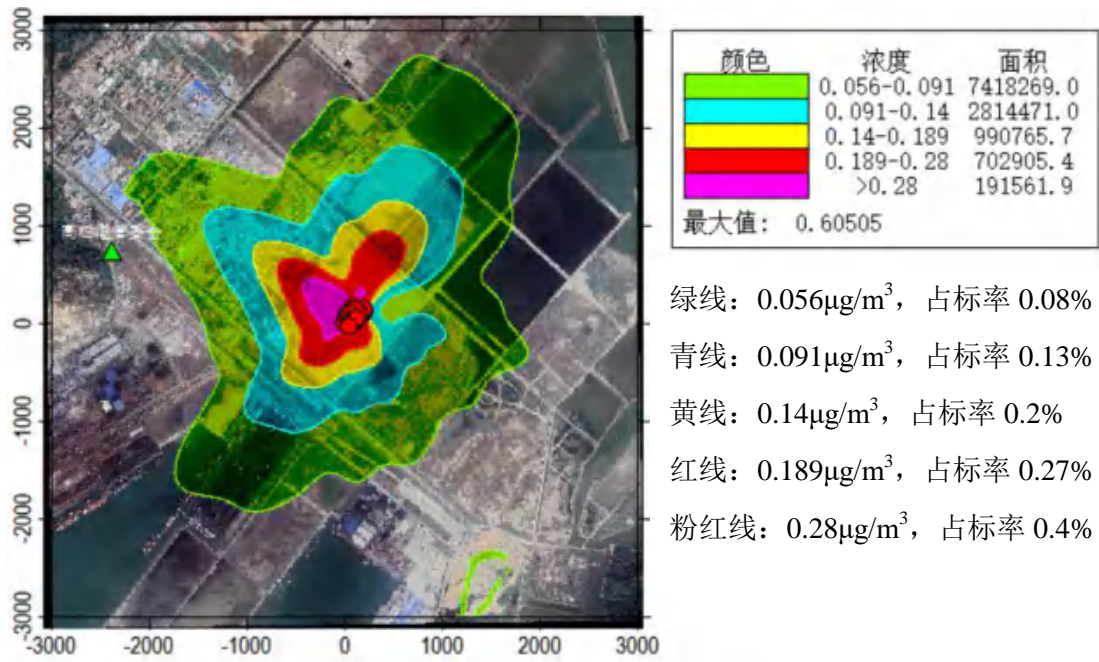 3000
2000
1000
0
-1000
-2000
-3000
-3000 -2000 -1000 0 1000 2000 3000
颜色 浓度 面积
0.056-0.091 7418269.0
0.091-0.14 2814471.0
0.14-0.189 990765.7
0.189-0.28 702905.4
>0.28 191561.9
最大值: 0.60505
绿线：0.056μg/m³，占标率 0.08%
青线：0.091μg/m³，占标率 0.13%
黄线：0.14μg/m³，占标率 0.2%
红线：0.189μg/m³，占标率 0.27%
粉红线：0.28μg/m³，占标率 0.4%